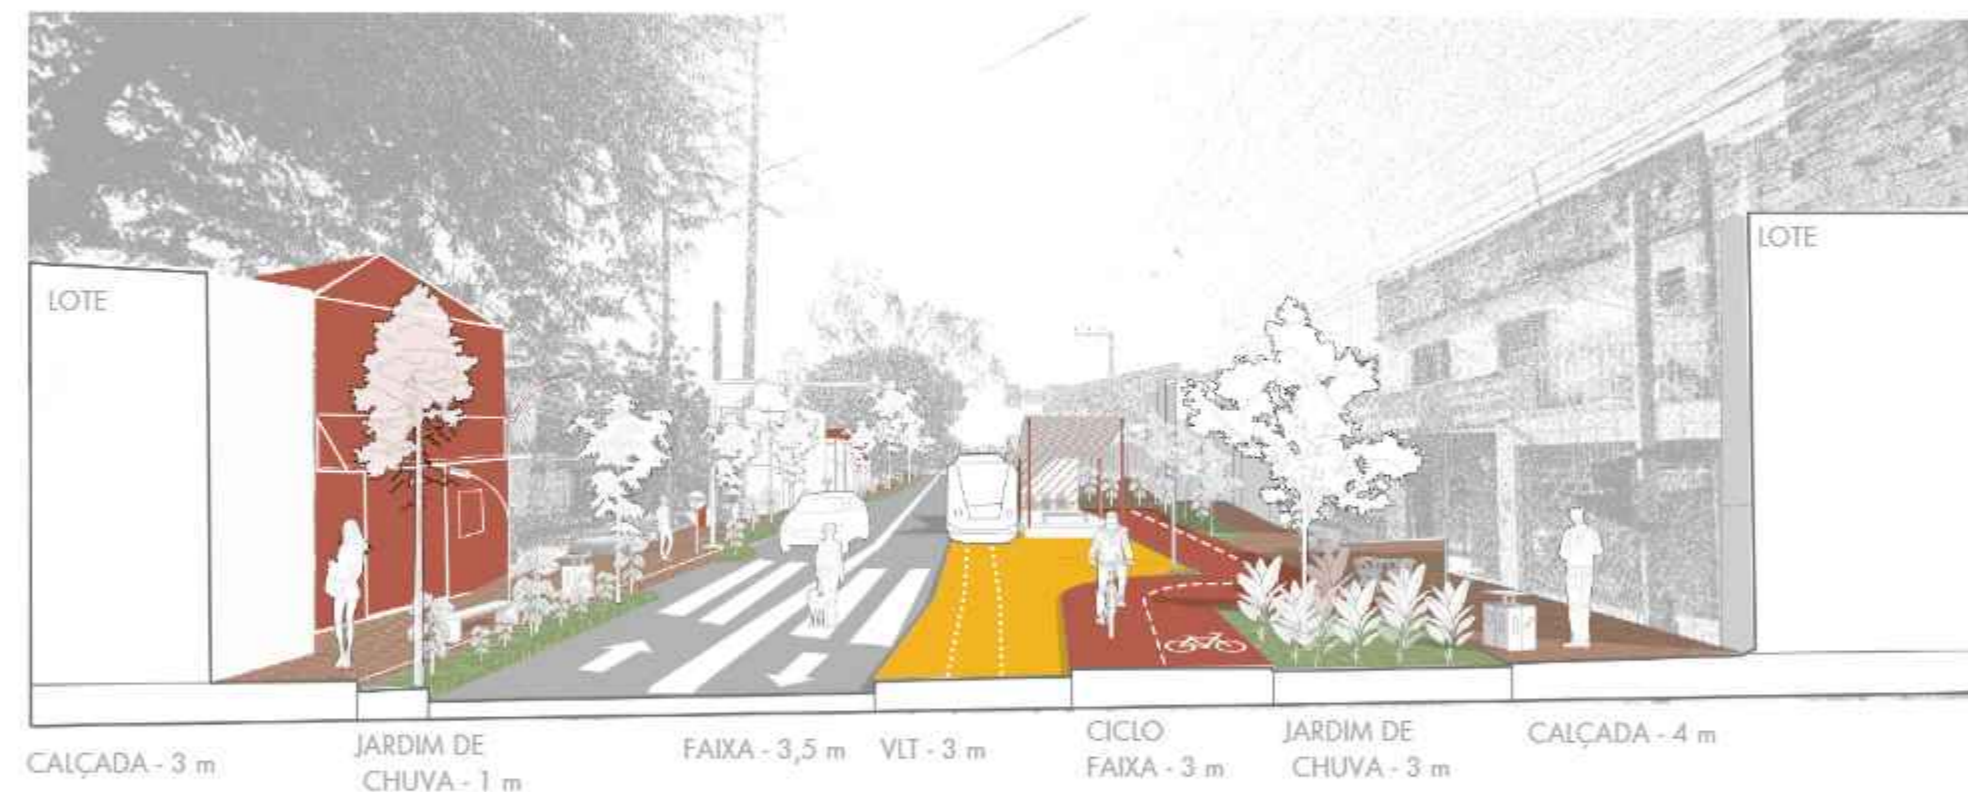 LOTE
LOTE
CALÇADA - 3 m
JARDIM DE
CHUVA - 1 m
FAIXA - 3,5 m
VLT - 3 m
CICLO
FAIXA - 3 m
JARDIM DE
CHUVA - 3 m
CALÇADA - 4 m